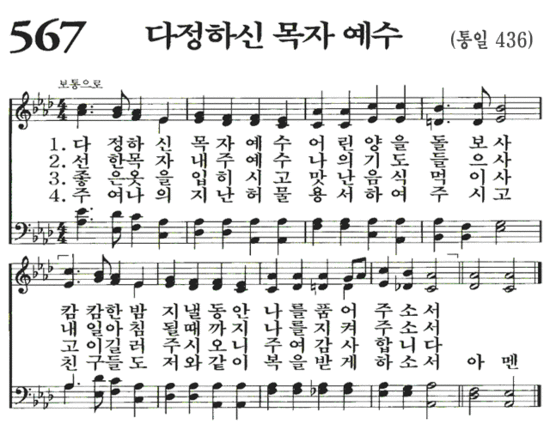 567 다정하신 목자 예수 (통일 436)
보통으로
1. 다 정하 신 목 자 예 수 어 린 양 을 돌 보 사
2. 선 한목 자 내 주 예 수 나 의 기 도 들 으 사
3. 좋 은옷 을 입 히 시 고 맛 난 음 식 먹 이 사
4. 주 여나 의 지 난 허 물 용 서 하 여 주 시 고
캄 캄한 밤 지 낼 동 안 나 를 품 어 주 소 서
내 일아 침 될 때 까 지 나 를 지 켜 주 소 서
고 이길 러 주 시 오 니 주 여 감 사 합 니 다
친 구들 도 저 와 같 이 복 을 받 게 하 소 서 아 멘